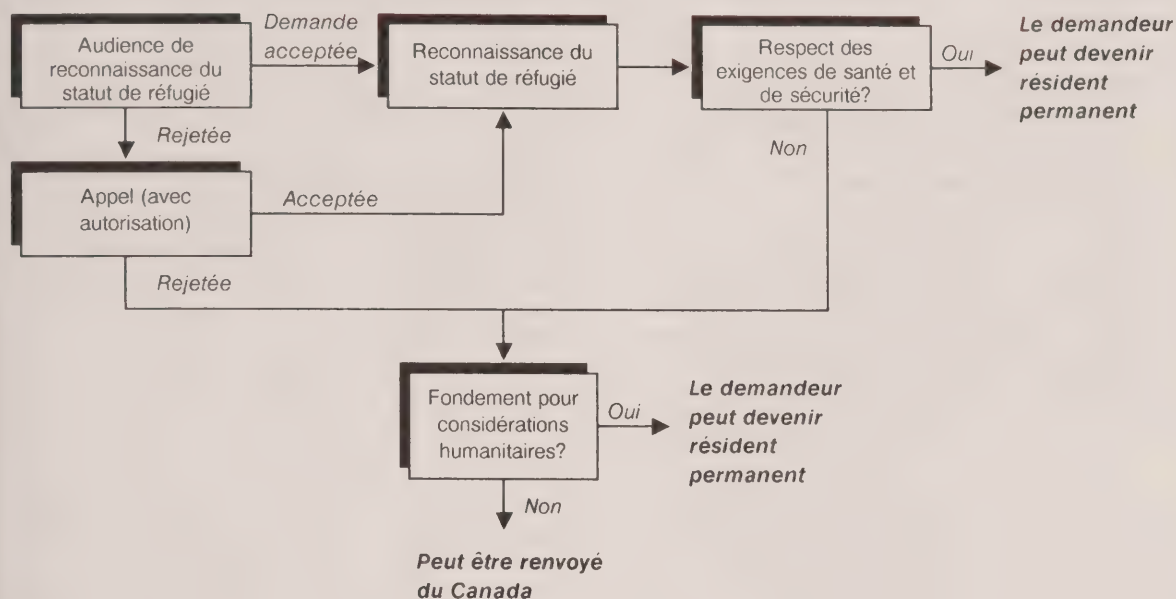 Audience de
reconnaissance du
statut de réfugié
Demande
acceptée
Reconnaissance du
statut de réfugié
Respect des
exigences de santé et
de sécurité?
Oui
Le demandeur
peut devenir
résident
permanent
Rejetée
Non
Appel (avec
autorisation)
Acceptée
Rejetée
Fondement pour
considérations
humanitaires?
Oui
Le demandeur
peut devenir
résident
permanent
Non
Peut être renvoyé
du Canada